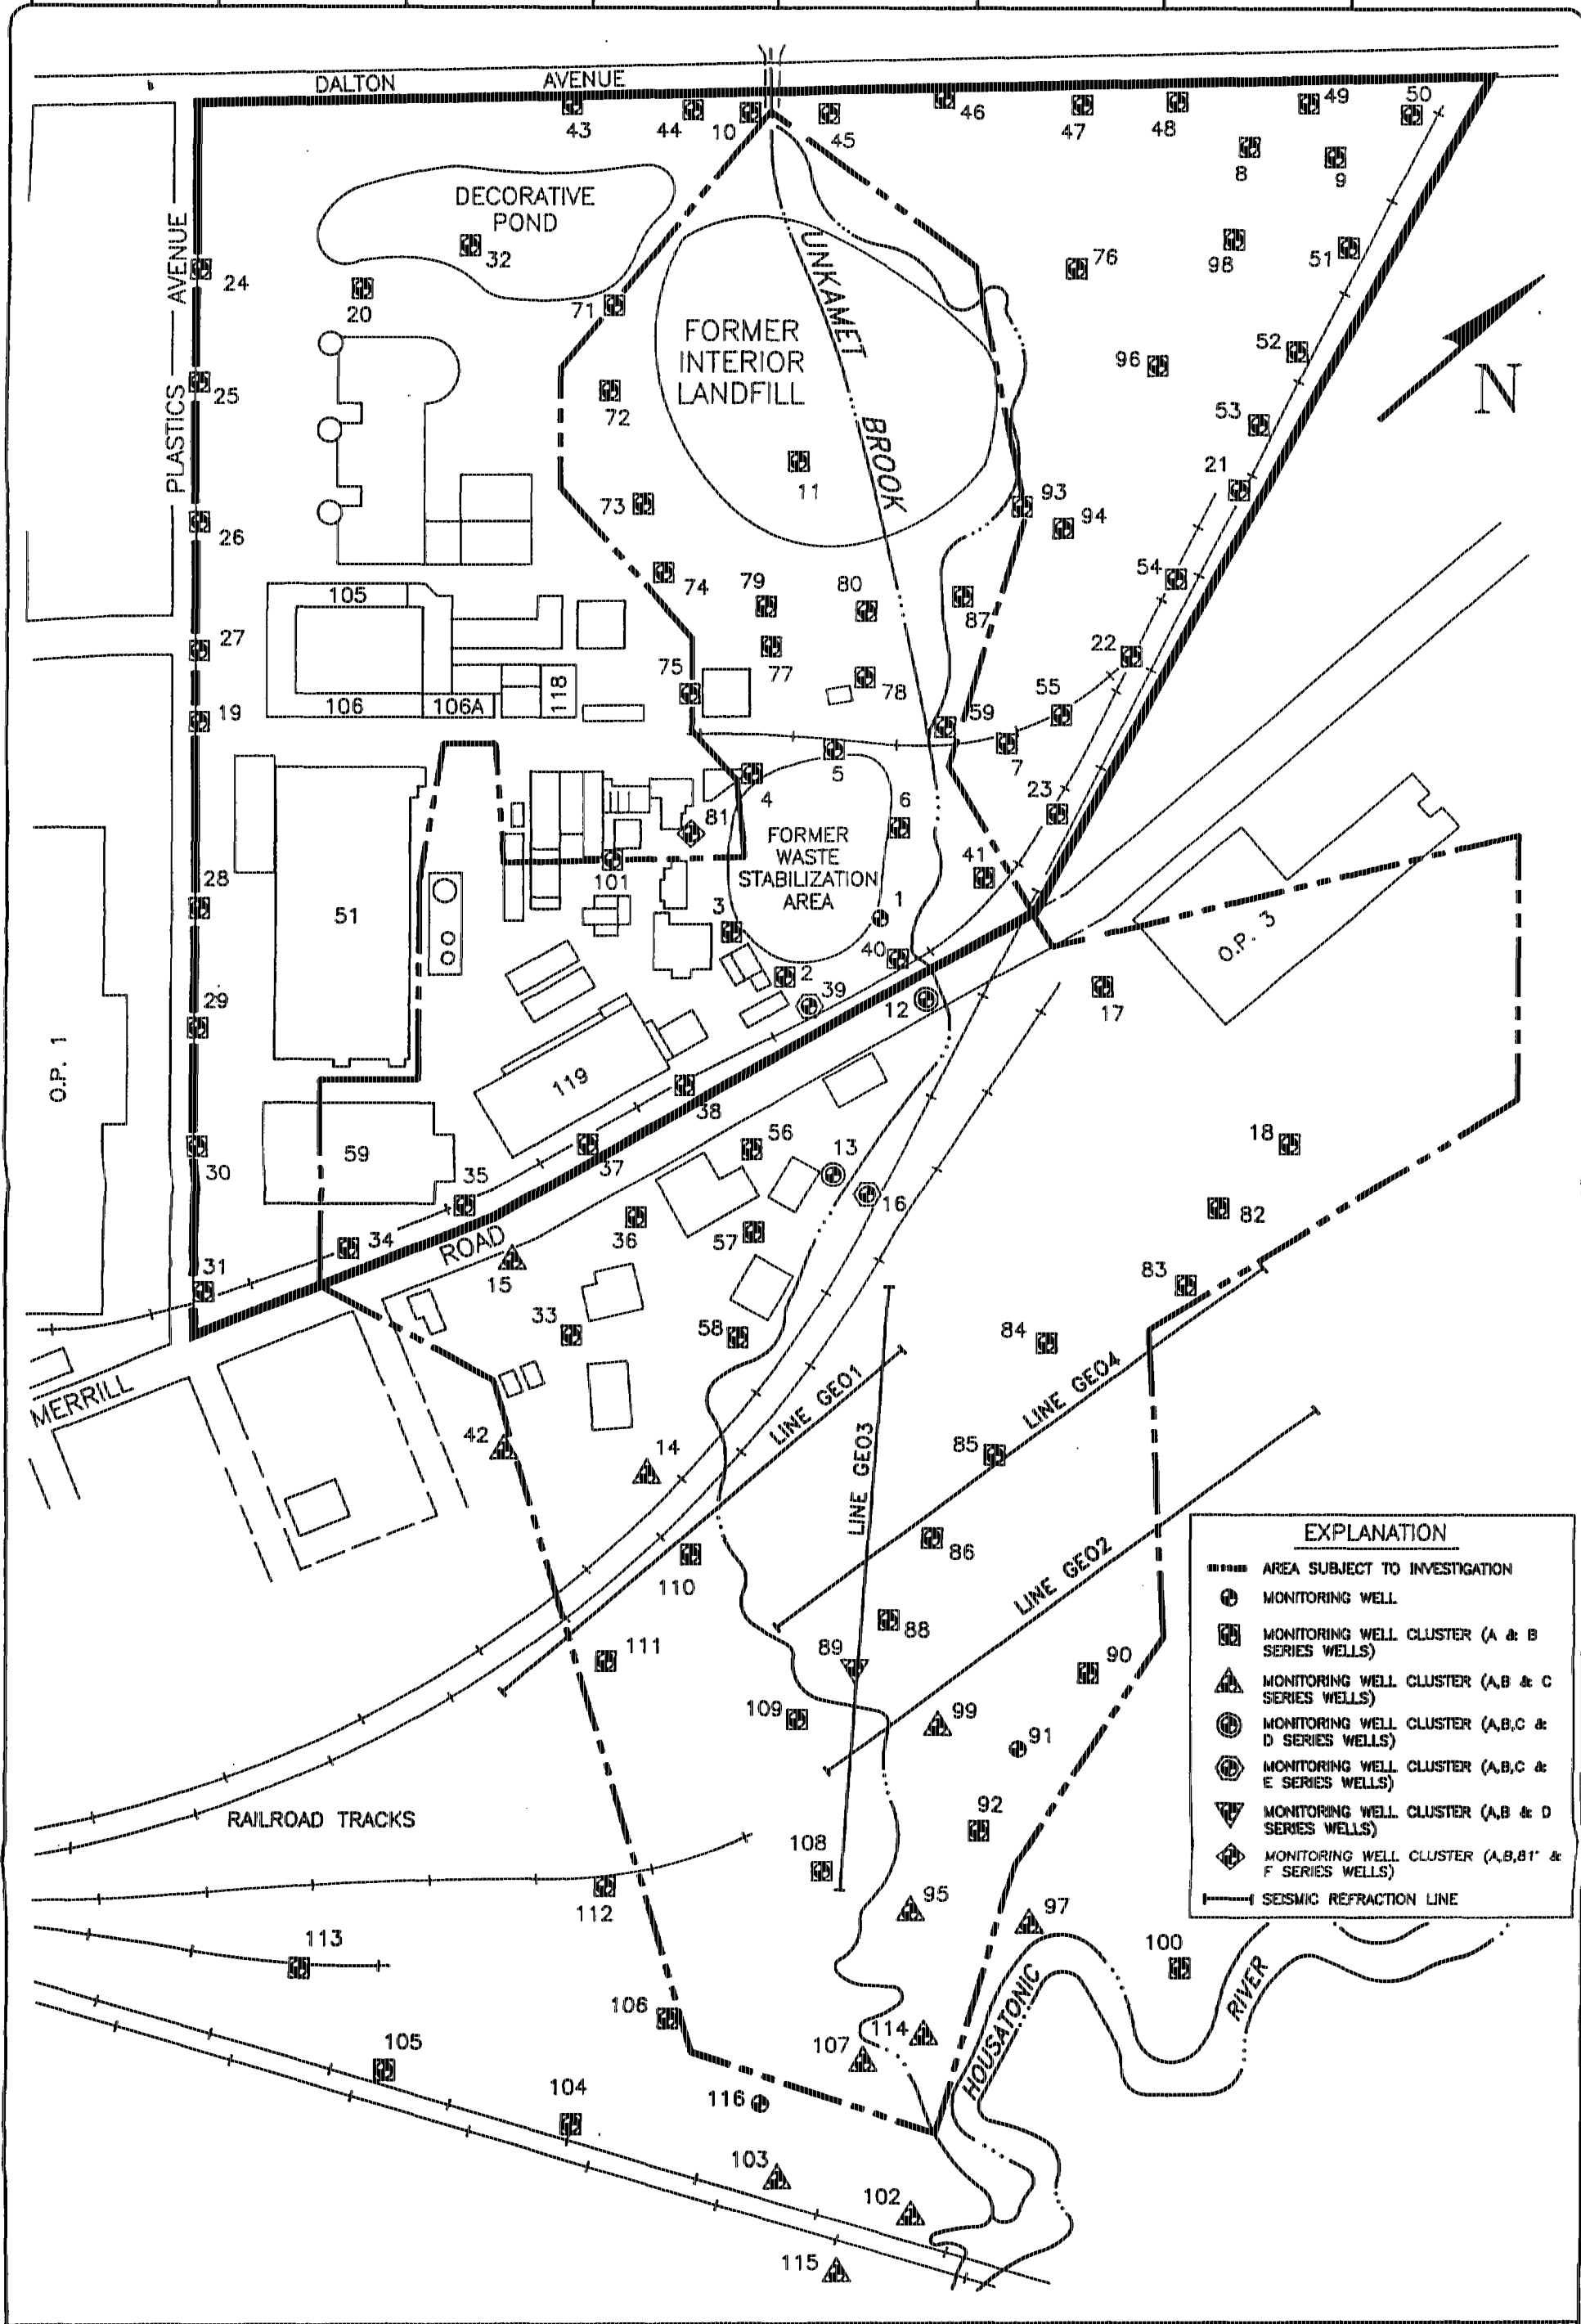 DALTON AVENUE
43
44
10
45
46
47
48
49
50
8
9
DECORATIVE
POND
32
PLASTICS AVENUE
24
20
71
UNKAMET
BROOK
76
98
51
FORMER
INTERIOR
LANDFILL
52
96
N
25
72
53
11
21
73
93
94
26
54
74
79
80
87
105
27
77
22
75
78
118
55
19
106
106A
59
5
7
4
23
81
6
FORMER
WASTE
STABILIZATION
AREA
41
101
28
51
1
3
O.P. 3
40
2
39
12
17
29
O.P. 1
119
38
56
13
18
30
59
37
35
16
82
36
57
34
ROAD
15
31
83
33
58
84
MERRILL
LINE GEO1
LINE GEO4
LINE GEO3
42
14
85
86
LINE GEO2
110
88
111
89
90
109
99
91
RAILROAD TRACKS
92
108
95
97
112
113
100
HOUSATONIC
RIVER
106
114
107
105
104
116
103
102
115
EXPLANATION
AREA SUBJECT TO INVESTIGATION
MONITORING WELL
MONITORING WELL CLUSTER (A & B
SERIES WELLS)
MONITORING WELL CLUSTER (A,B & C
SERIES WELLS)
MONITORING WELL CLUSTER (A,B,C &
D SERIES WELLS)
MONITORING WELL CLUSTER (A,B,C &
E SERIES WELLS)
MONITORING WELL CLUSTER (A,B & D
SERIES WELLS)
MONITORING WELL CLUSTER (A,B,81" &
F SERIES WELLS)
SEISMIC REFRACTION LINE